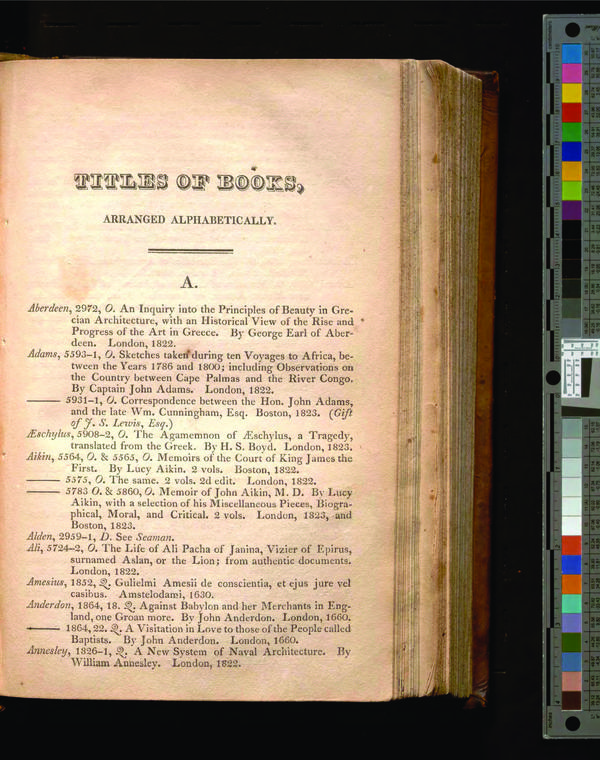 TITLES OF BOOKS,
ARRANGED ALPHABETICALLY.
A.
Aberdeen, 2972, O. An Inquiry into the Principles of Beauty in Gre-
cian Architecture, with an Historical View of the Rise and
Progress of the Art in Greece. By George Earl of Aber-
deen. London, 1822.
Adams, 5593-1, O. Sketches taken during ten Voyages to Africa, be-
tween the Years 1786 and 1800; including Observations on
the Country between Cape Palmas and the River Congo.
By Captain John Adams. London, 1822.
—— 5931-1, O. Correspondence between the Hon. John Adams,
and the late Wm. Cunningham, Esq. Boston, 1823. (Gift
of J. S. Lewis, Esq.)
Æschylus, 5908-2, O. The Agamemnon of Æschylus, a Tragedy,
translated from the Greek. By H. S. Boyd. London, 1823.
Aikin, 5564, O. & 5565, O. Memoirs of the Court of King James the
First. By Lucy Aikin. 2 vols. Boston, 1822.
—— 5575, O. The same. 2 vols. 2d edit. London, 1822.
—— 5783 O. & 5860, O. Memoir of John Aikin, M. D. By Lucy
Aikin, with a selection of his Miscellaneous Pieces, Biogra-
phical, Moral, and Critical. 2 vols. London, 1823, and
Boston, 1823.
Alden, 2959-1, D. See Seaman.
Ali, 5724-2, O. The Life of Ali Pacha of Janina, Vizier of Epirus,
surnamed Aslan, or the Lion; from authentic documents.
London, 1822.
Amesius, 1852, Q. Gulielmi Amesii de conscientia, et ejus jure vel
casibus. Amstelodami, 1630.
Anderdon, 1864, 18. Q. Against Babylon and her Merchants in Eng-
land, one Groan more. By John Anderdon. London, 1660.
—— 1864, 22. Q. A Visitation in Love to those of the People called
Baptists. By John Anderdon. London, 1660.
Annesley, 1826-1, Q. A New System of Naval Architecture. By
William Annesley. London, 1822.